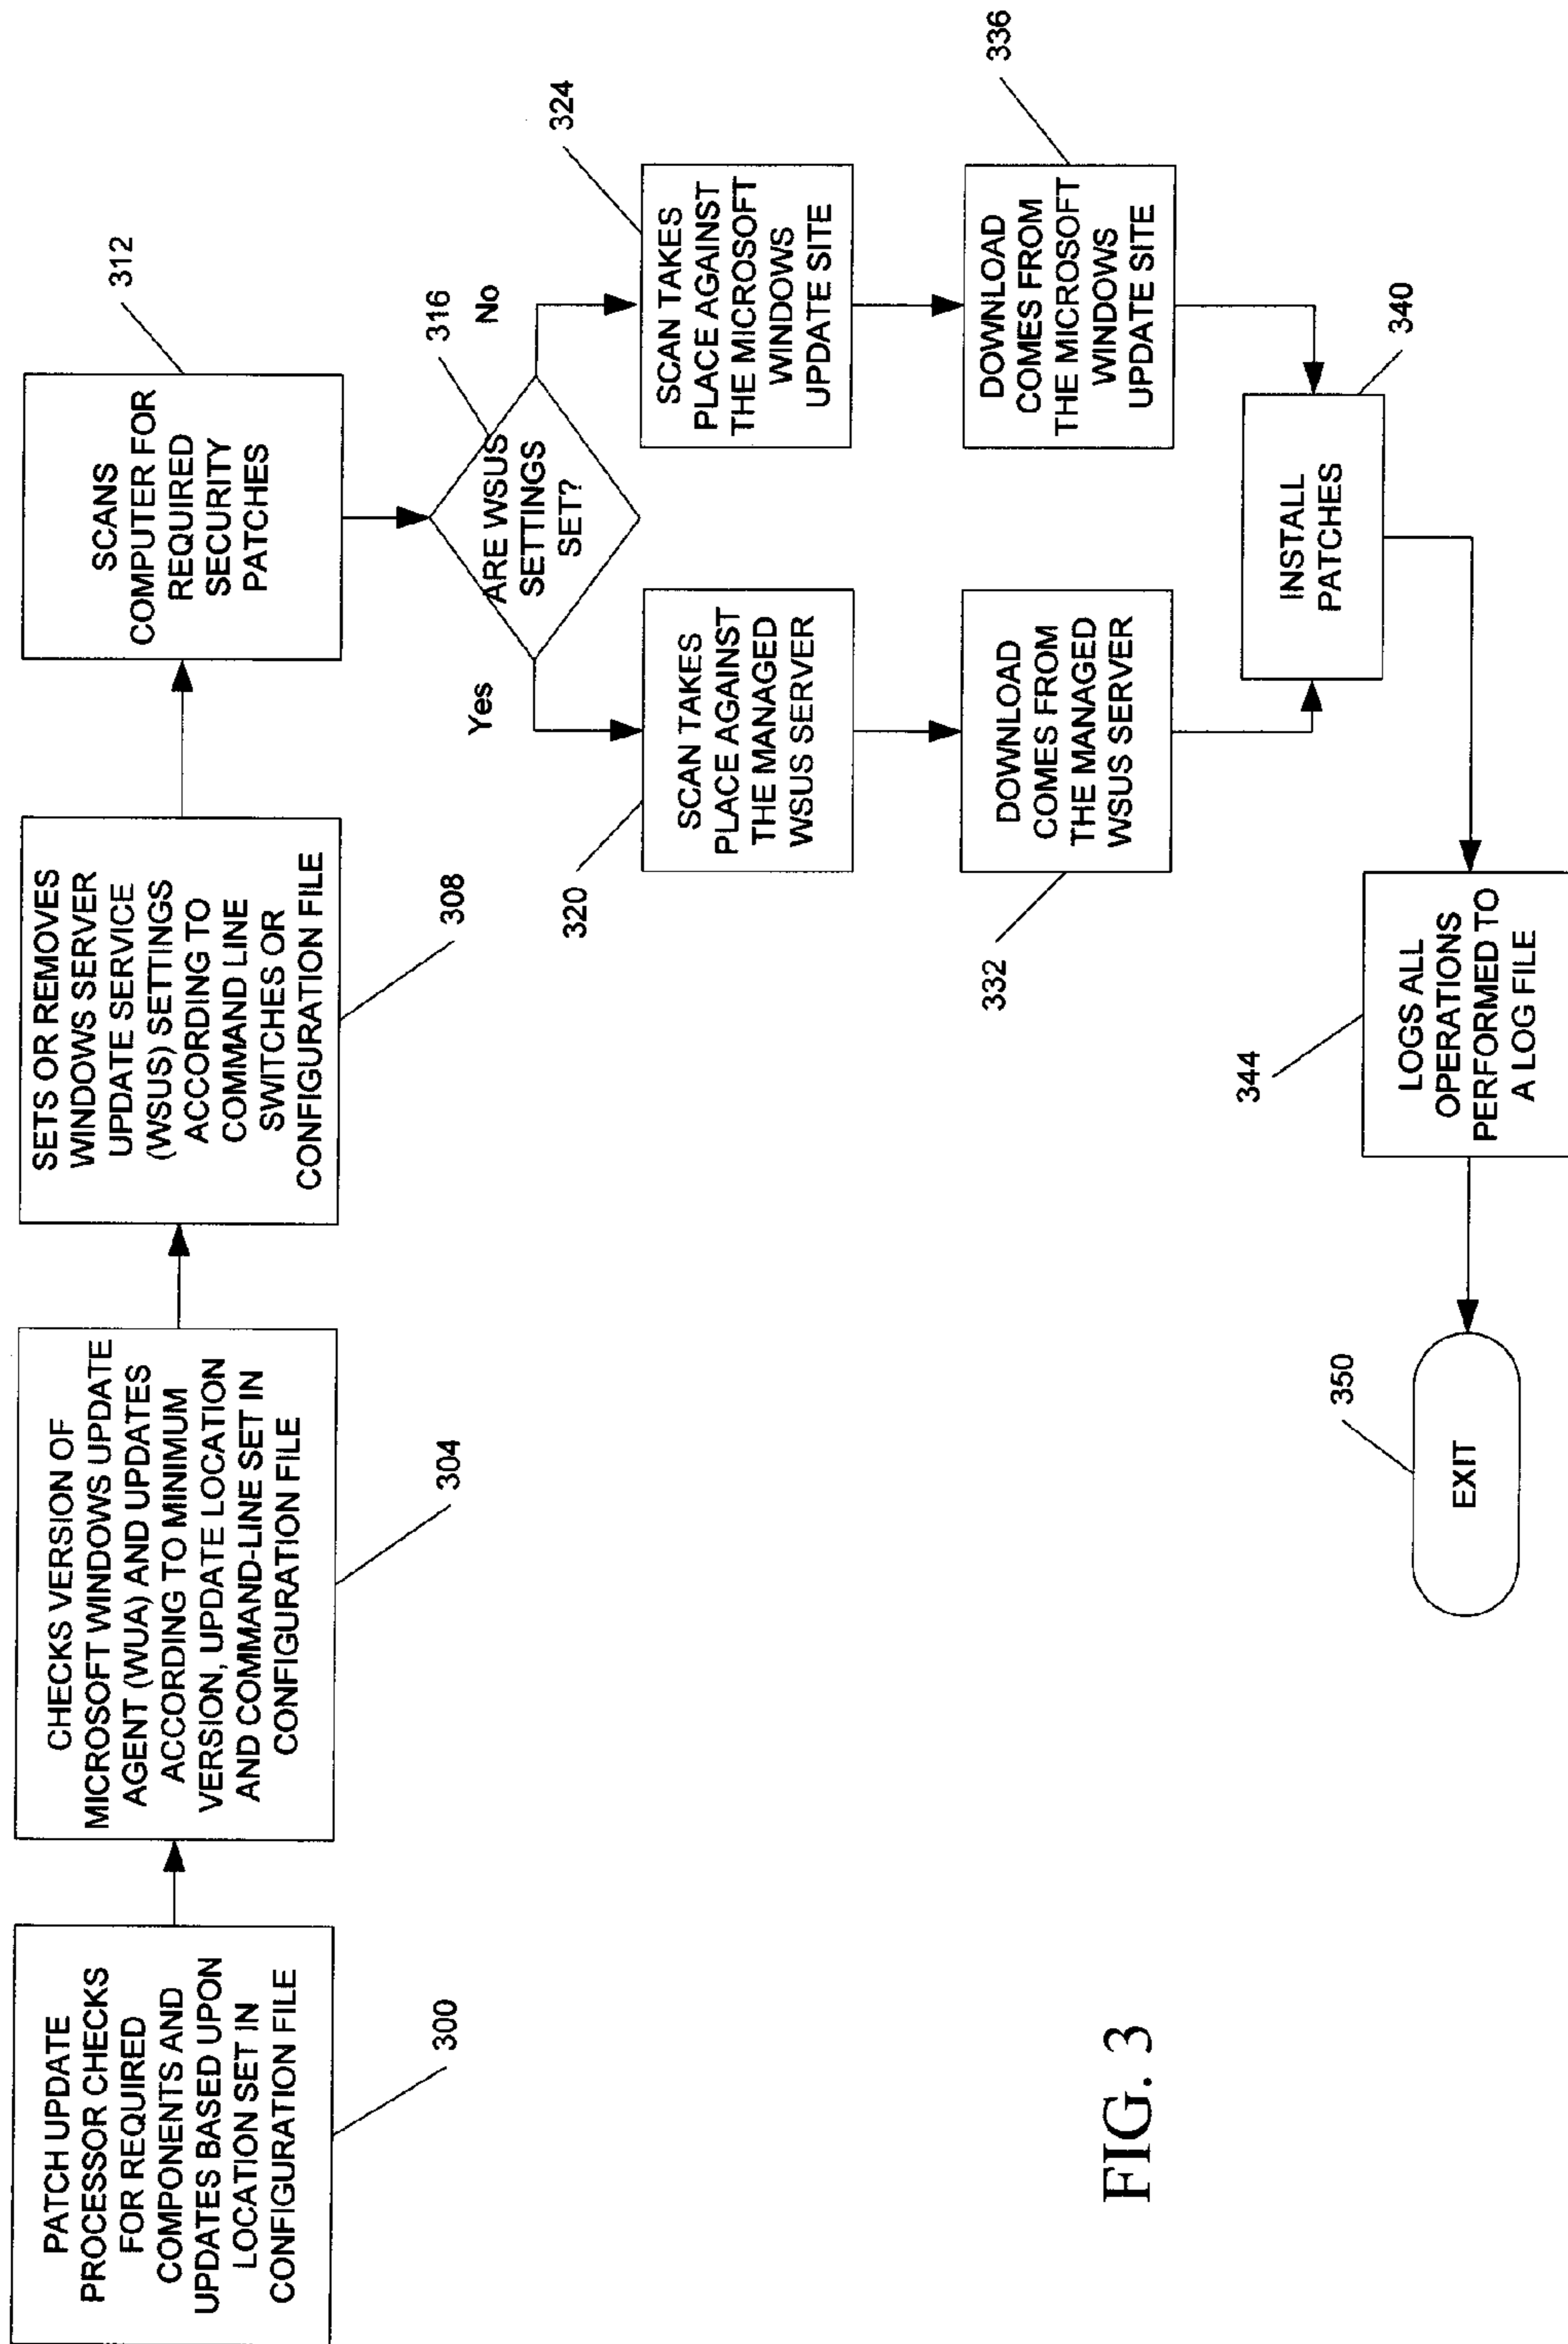 PATCH UPDATE
PROCESSOR CHECKS
FOR REQUIRED
COMPONENTS AND
UPDATES BASED UPON
LOCATION SET IN
CONFIGURATION FILE
300
CHECKS VERSION OF
MICROSOFT WINDOWS UPDATE
AGENT (WUA) AND UPDATES
ACCORDING TO MINIMUM
VERSION, UPDATE LOCATION
AND COMMAND-LINE SET IN
CONFIGURATION FILE
304
SETS OR REMOVES
WINDOWS SERVER
UPDATE SERVICE
(WSUS) SETTINGS
ACCORDING TO
COMMAND LINE
SWITCHES OR
CONFIGURATION FILE
308
SCANS
COMPUTER FOR
REQUIRED
SECURITY
PATCHES
312
ARE WSUS
SETTINGS
SET?
316
Yes
No
SCAN TAKES
PLACE AGAINST
THE MANAGED
WSUS SERVER
320
SCAN TAKES
PLACE AGAINST
THE MICROSOFT
WINDOWS
UPDATE SITE
324
DOWNLOAD
COMES FROM
THE MANAGED
WSUS SERVER
332
DOWNLOAD
COMES FROM
THE MICROSOFT
WINDOWS
UPDATE SITE
336
INSTALL
PATCHES
340
LOGS ALL
OPERATIONS
PERFORMED TO
A LOG FILE
344
EXIT
350
FIG. 3